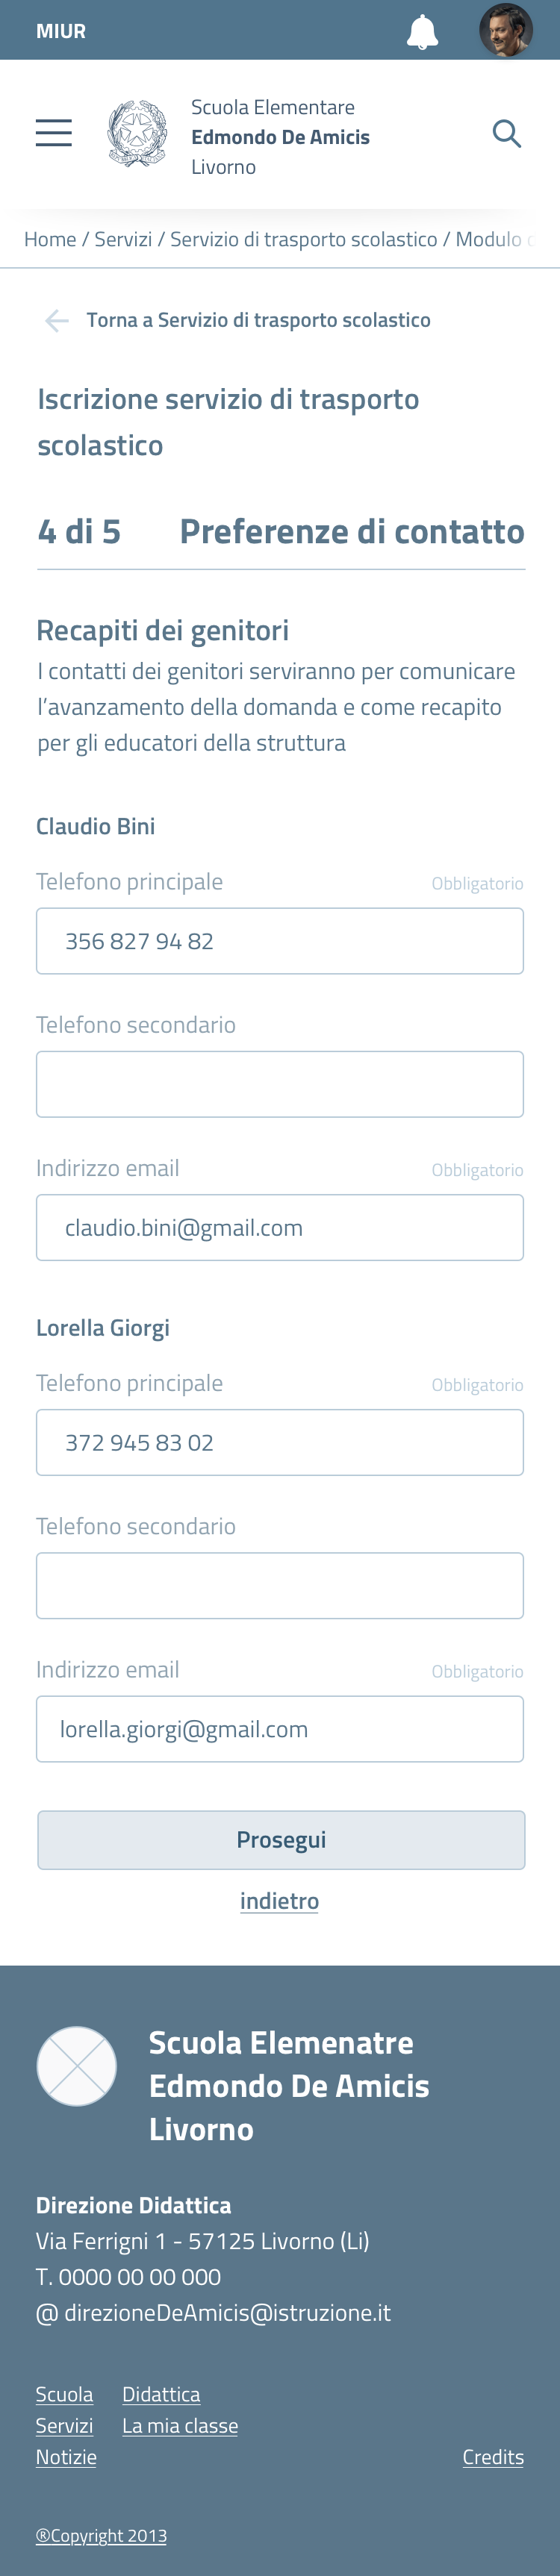 MIUR
Scuola Elementare
Edmondo De Amicis
Livorno
Home / Servizi / Servizio di trasporto scolastico / Modulo
Torna a Servizio di trasporto scolastico
Iscrizione servizio di trasporto
scolastico
4 di 5 Preferenze di contatto
Recapiti dei genitori
I contatti dei genitori serviranno per comunicare
l’avanzamento della domanda e come recapito
per gli educatori della struttura
Claudio Bini
Telefono principale Obbligatorio
356 827 94 82
Telefono secondario
Indirizzo email Obbligatorio
claudio.bini@gmail.com
Lorella Giorgi
Telefono principale Obbligatorio
372 945 83 02
Telefono secondario
Indirizzo email Obbligatorio
lorella.giorgi@gmail.com
Prosegui
indietro
Scuola Elemenatre
Edmondo De Amicis
Livorno
Direzione Didattica
Via Ferrigni 1 - 57125 Livorno (Li)
T. 0000 00 00 000
@ direzioneDeAmicis@istruzione.it
Scuola Didattica
Servizi La mia classe
Notizie Credits
®Copyright 2013